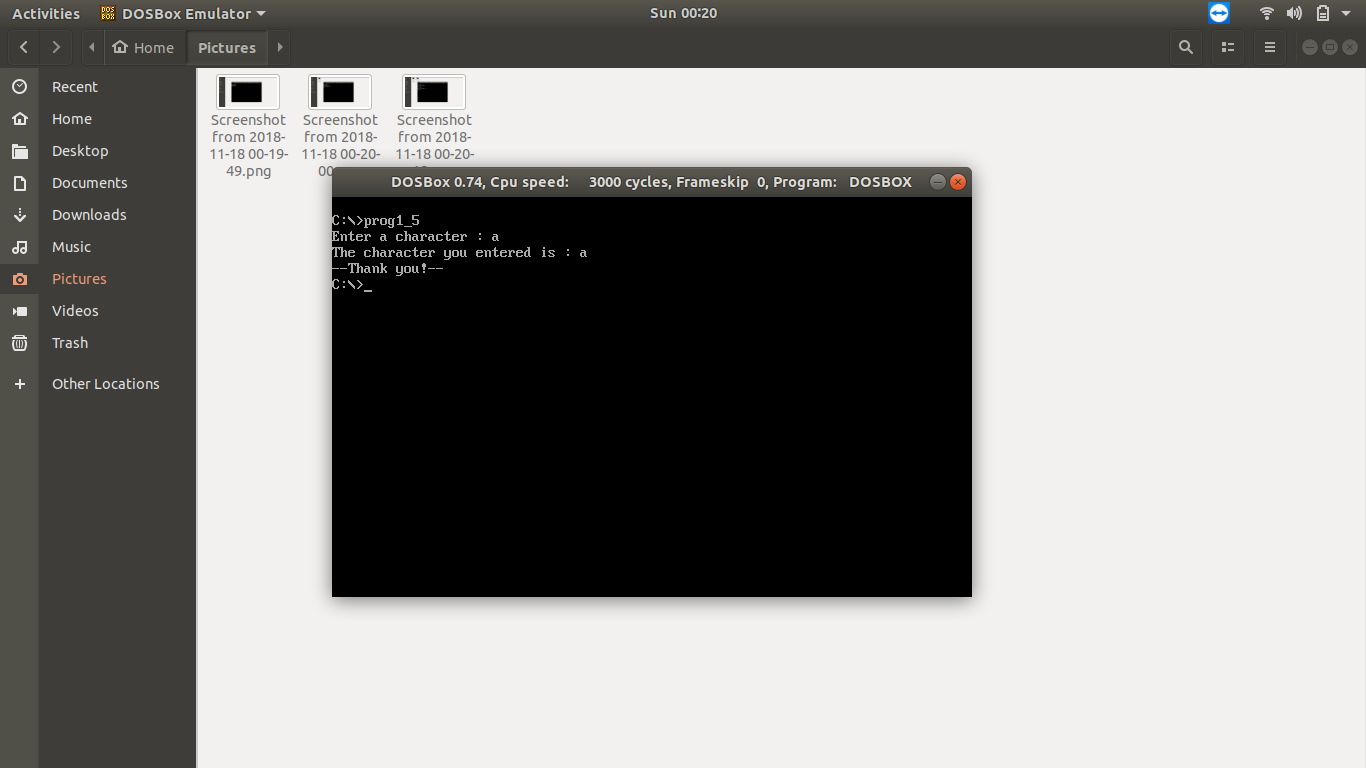 Activities
DOSBox Emulator
Sun 00:20
Home
Pictures
Recent
Home
Desktop
Documents
Downloads
Music
Pictures
Videos
Trash
Other Locations
Screenshot
from 2018-
11-18 00-19-
49.png
Screenshot
from 2018-
11-18 00-20-
Screenshot
from 2018-
11-18 00-20-
DOSBox 0.74, Cpu speed: 3000 cycles, Frameskip 0, Program: DOSBOX
C:\>prog1_5
Enter a character : a
The character you entered is : a
--Thank you!--
C:\>_